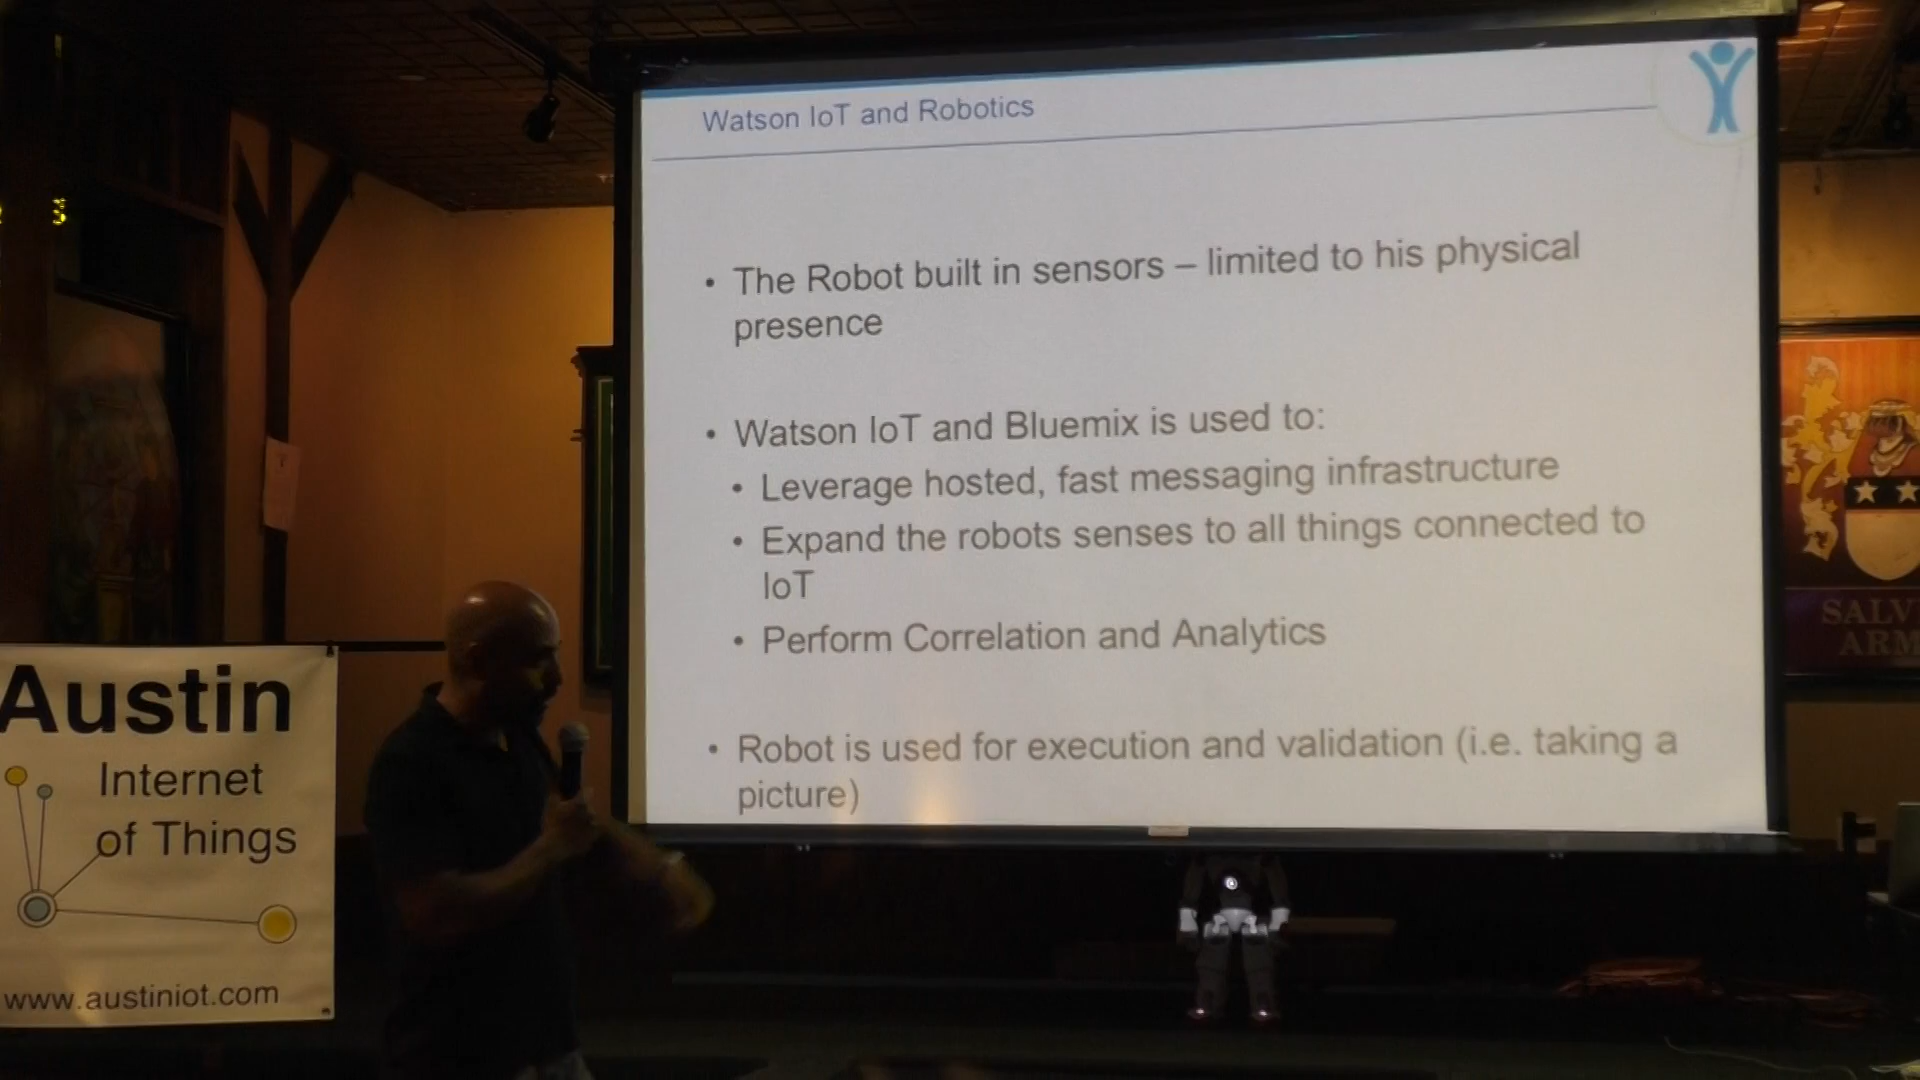 Watson IoT and Robotics
• The Robot built in sensors – limited to his physical
presence
• Watson IoT and Bluemix is used to:
• Leverage hosted, fast messaging infrastructure
• Expand the robots senses to all things connected to
IoT
• Perform Correlation and Analytics
• Robot is used for execution and validation (i.e. taking a
picture)
Austin
Internet
of Things
www.austiniot.com
SALV
ARM